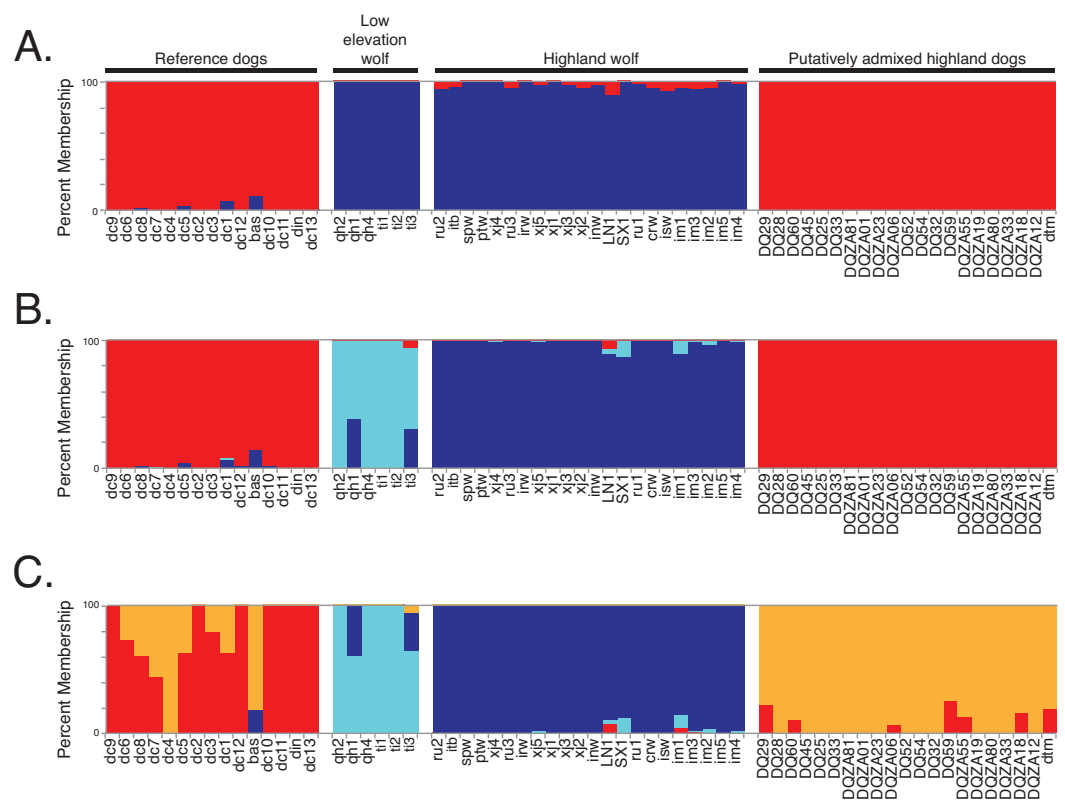 A.
Reference dogs
Low
elevation
wolf
Highland wolf
Putatively admixed highland dogs
Percent Membership
100
0
dc9 dc6 dc8 dc7 dc4 dc5 dc2 dc3 dc1 dc12 bas dc10 dc11 din dc13 qh2 qh1 qh4 ti1 ti2 ti3 ru2 itb spw ptw xj4 ru3 irw xj5 xj1 xj3 xj2 inw LN1 SX1 ru1 crw isw im1 im3 im2 im5 im4 DQ29 DQ28 DQ60 DQ45 DQ25 DQ33 DQZA81 DQZA01 DQZA23 DQZA06 DQ52 DQ54 DQ32 DQ59 DQZA55 DQZA19 DQZA80 DQZA33 DQZA18 DQZA12 dtm
B.
Percent Membership
100
0
dc9 dc6 dc8 dc7 dc4 dc5 dc2 dc3 dc1 dc12 bas dc10 dc11 din dc13 qh2 qh1 qh4 ti1 ti2 ti3 ru2 itb spw ptw xj4 ru3 irw xj5 xj1 xj3 xj2 inw LN1 SX1 ru1 crw isw im1 im3 im2 im5 im4 DQ29 DQ28 DQ60 DQ45 DQ25 DQ33 DQZA81 DQZA01 DQZA23 DQZA06 DQ52 DQ54 DQ32 DQ59 DQZA55 DQZA19 DQZA80 DQZA33 DQZA18 DQZA12 dtm
C.
Percent Membership
100
0
dc9 dc6 dc8 dc7 dc4 dc5 dc2 dc3 dc1 dc12 bas dc10 dc11 din dc13 qh2 qh1 qh4 ti1 ti2 ti3 ru2 itb spw ptw xj4 ru3 irw xj5 xj1 xj3 xj2 inw LN1 SX1 ru1 crw isw im1 im3 im2 im5 im4 DQ29 DQ28 DQ60 DQ45 DQ25 DQ33 DQZA81 DQZA01 DQZA23 DQZA06 DQ52 DQ54 DQ32 DQ59 DQZA55 DQZA19 DQZA80 DQZA33 DQZA18 DQZA12 dtm